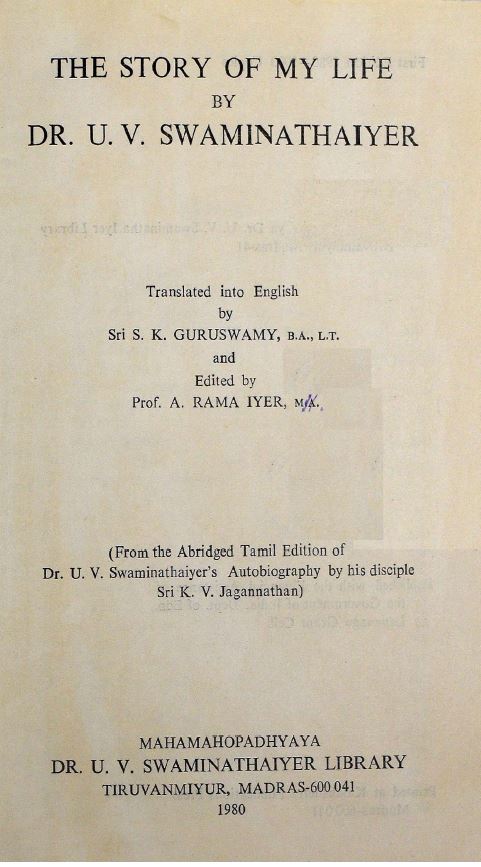 THE STORY OF MY LIFE
BY
DR. U. V. SWAMINATHAIYER
Translated into English
by
Sri S. K. GURUSWAMY, B.A., L.T.
and
Edited by
Prof. A. RAMA IYER, M.A.
(From the Abridged Tamil Edition of
Dr. U. V. Swaminathaiyer's Autobiography by his disciple
Sri K. V. Jagannathan)
MAHAMAHOPADHYAYA
DR. U. V. SWAMINATHAIYER LIBRARY
TIRUVANMIYUR, MADRAS-600 041
1980